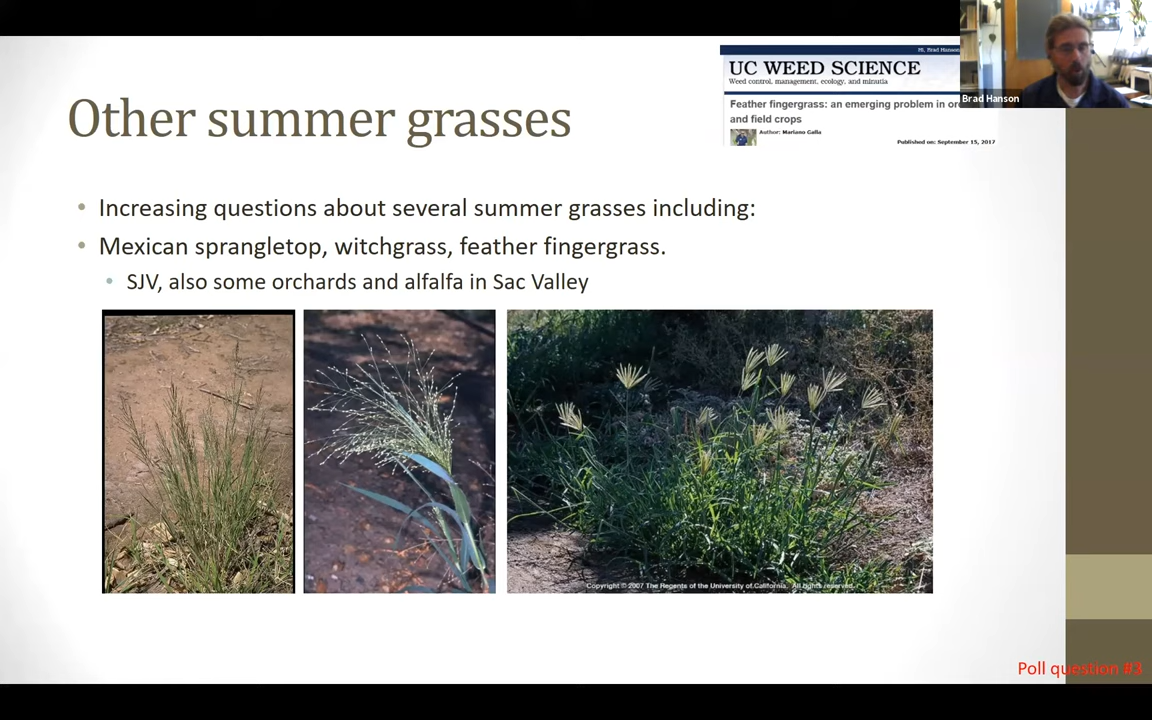 Other summer grasses
UC WEED SCIENCE
Weed control, management, ecology, and minutia
Feather fingergrass: an emerging problem in
and field crops
Author: Mariano Galla
Published on: September 15, 2017
Brad Hanson
• Increasing questions about several summer grasses including:
• Mexican sprangletop, witchgrass, feather fingergrass.
• SJV, also some orchards and alfalfa in Sac Valley
Copyright © 2007 The Regents of the University of California. All rights reserved.
Poll question #3